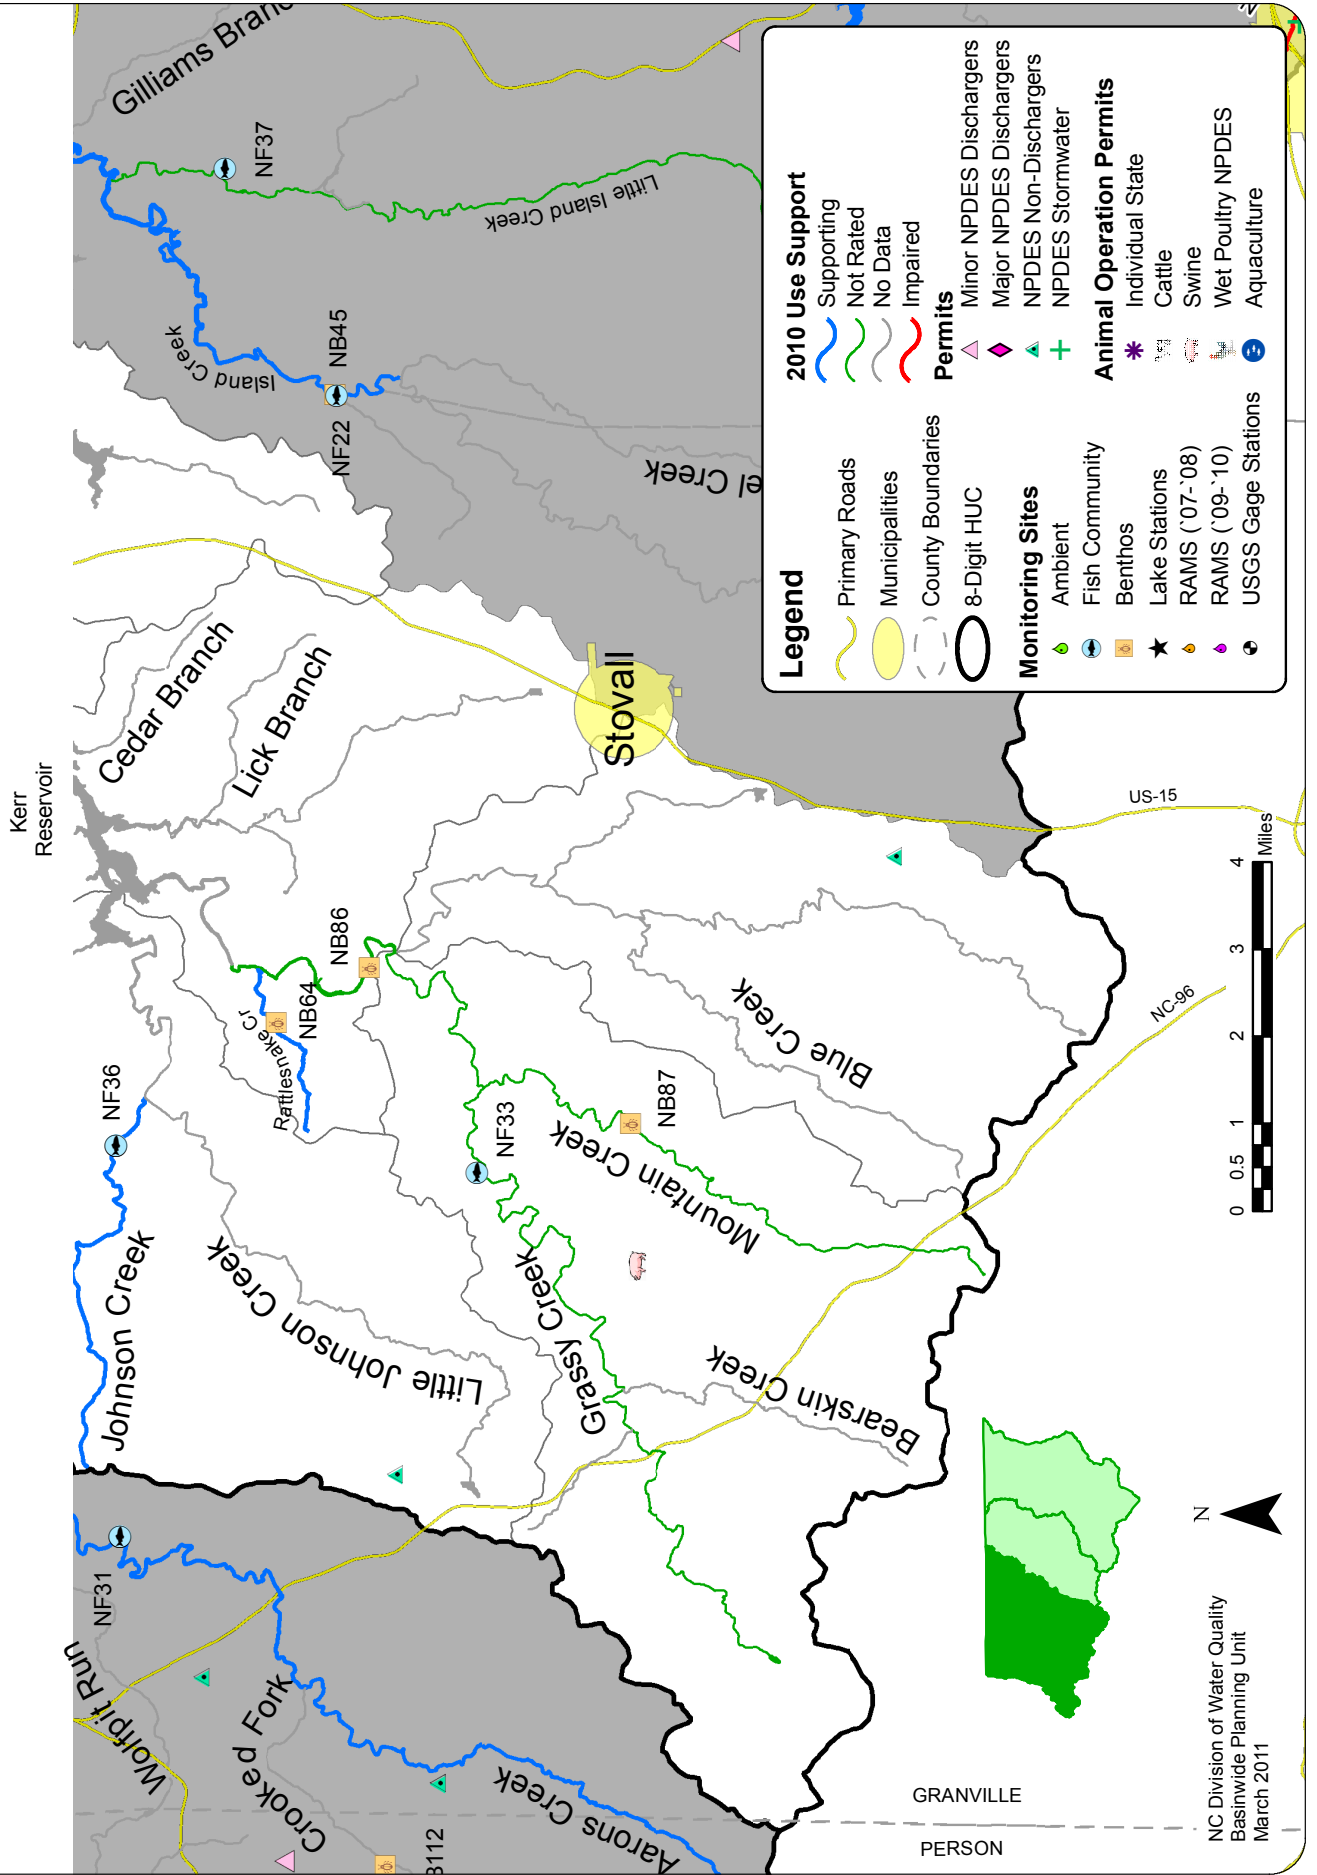 Kerr
Reservoir
Gilliams Bran
NF37
Little Island Creek
Island Creek
NB45
NF22
Cedar Branch
Lick Branch
Stovall
NB86
NB64
Rattlesnake Cr
NF36
Johnson Creek
Little Johnson Creek
NF33
Grassy Creek
Mountain Creek
NB87
Blue Creek
Bearskin Creek
NF31
Wolfpit Run
Crooked Fork
Aarons Creek
US-15
NC-96
GRANVILLE
PERSON
Legend
Primary Roads
Municipalities
County Boundaries
8-Digit HUC
Monitoring Sites
Ambient
Fish Community
Benthos
Lake Stations
RAMS (`07-`08)
RAMS (`09-`10)
USGS Gage Stations
2010 Use Support
Supporting
Not Rated
No Data
Impaired
Permits
Minor NPDES Dischargers
Major NPDES Dischargers
NPDES Non-Dischargers
NPDES Stormwater
Animal Operation Permits
Individual State
Cattle
Swine
Wet Poultry NPDES
Aquaculture
0 0.5 1 2 3 4
Miles
N
NC Division of Water Quality
Basinwide Planning Unit
March 2011